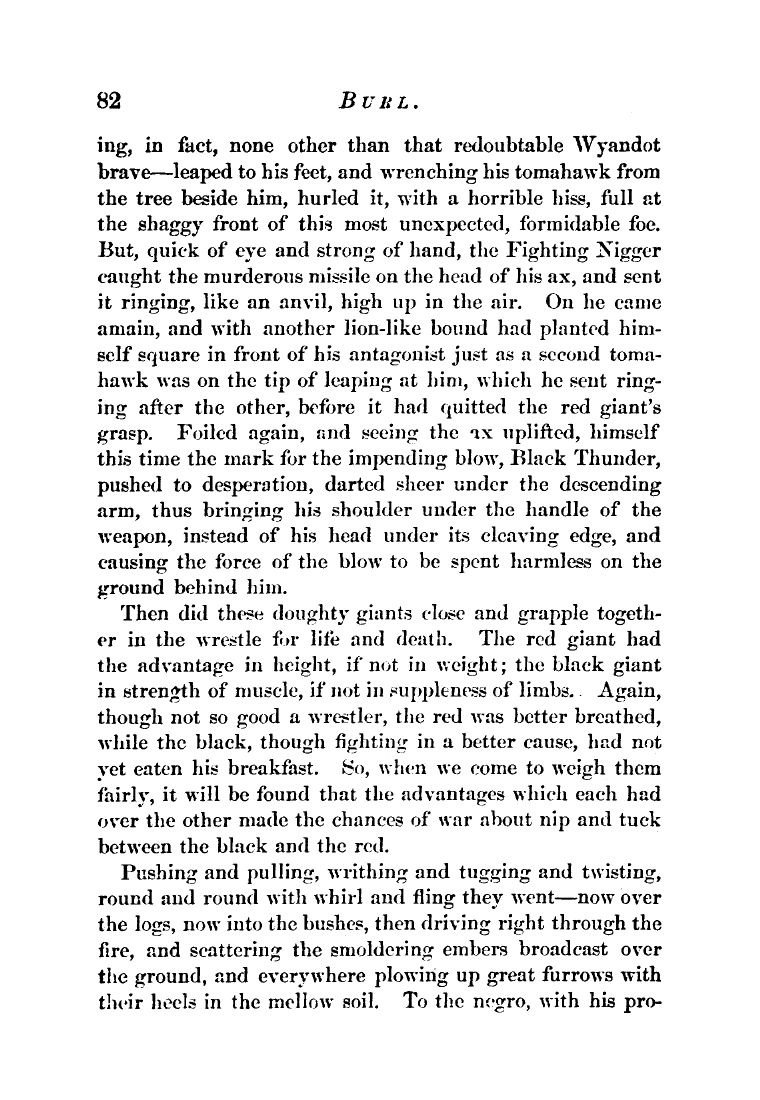 82 BURL.
ing, in fact, none other than that redoubtable Wyandot
brave—leaped to his feet, and wrenching his tomahawk from
the tree beside him, hurled it, with a horrible hiss, full at
the shaggy front of this most unexpected, formidable foe.
But, quick of eye and strong of hand, the Fighting Nigger
caught the murderous missile on the head of his ax, and sent
it ringing, like an anvil, high up in the air. On he came
amain, and with another lion-like bound had planted him-
self square in front of his antagonist just as a second toma-
hawk was on the tip of leaping at him, which he sent ring-
ing after the other, before it had quitted the red giant's
grasp. Foiled again, and seeing the ax uplifted, himself
this time the mark for the impending blow, Black Thunder,
pushed to desperation, darted sheer under the descending
arm, thus bringing his shoulder under the handle of the
weapon, instead of his head under its cleaving edge, and
causing the force of the blow to be spent harmless on the
ground behind him.
Then did these doughty giants close and grapple togeth-
er in the wrestle for life and death. The red giant had
the advantage in height, if not in weight; the black giant
in strength of muscle, if not in suppleness of limbs. Again,
though not so good a wrestler, the red was better breathed,
while the black, though fighting in a better cause, had not
yet eaten his breakfast. So, when we come to weigh them
fairly, it will be found that the advantages which each had
over the other made the chances of war about nip and tuck
between the black and the red.
Pushing and pulling, writhing and tugging and twisting,
round and round with whirl and fling they went—now over
the logs, now into the bushes, then driving right through the
fire, and scattering the smoldering embers broadcast over
the ground, and everywhere plowing up great furrows with
their heels in the mellow soil. To the negro, with his pro-